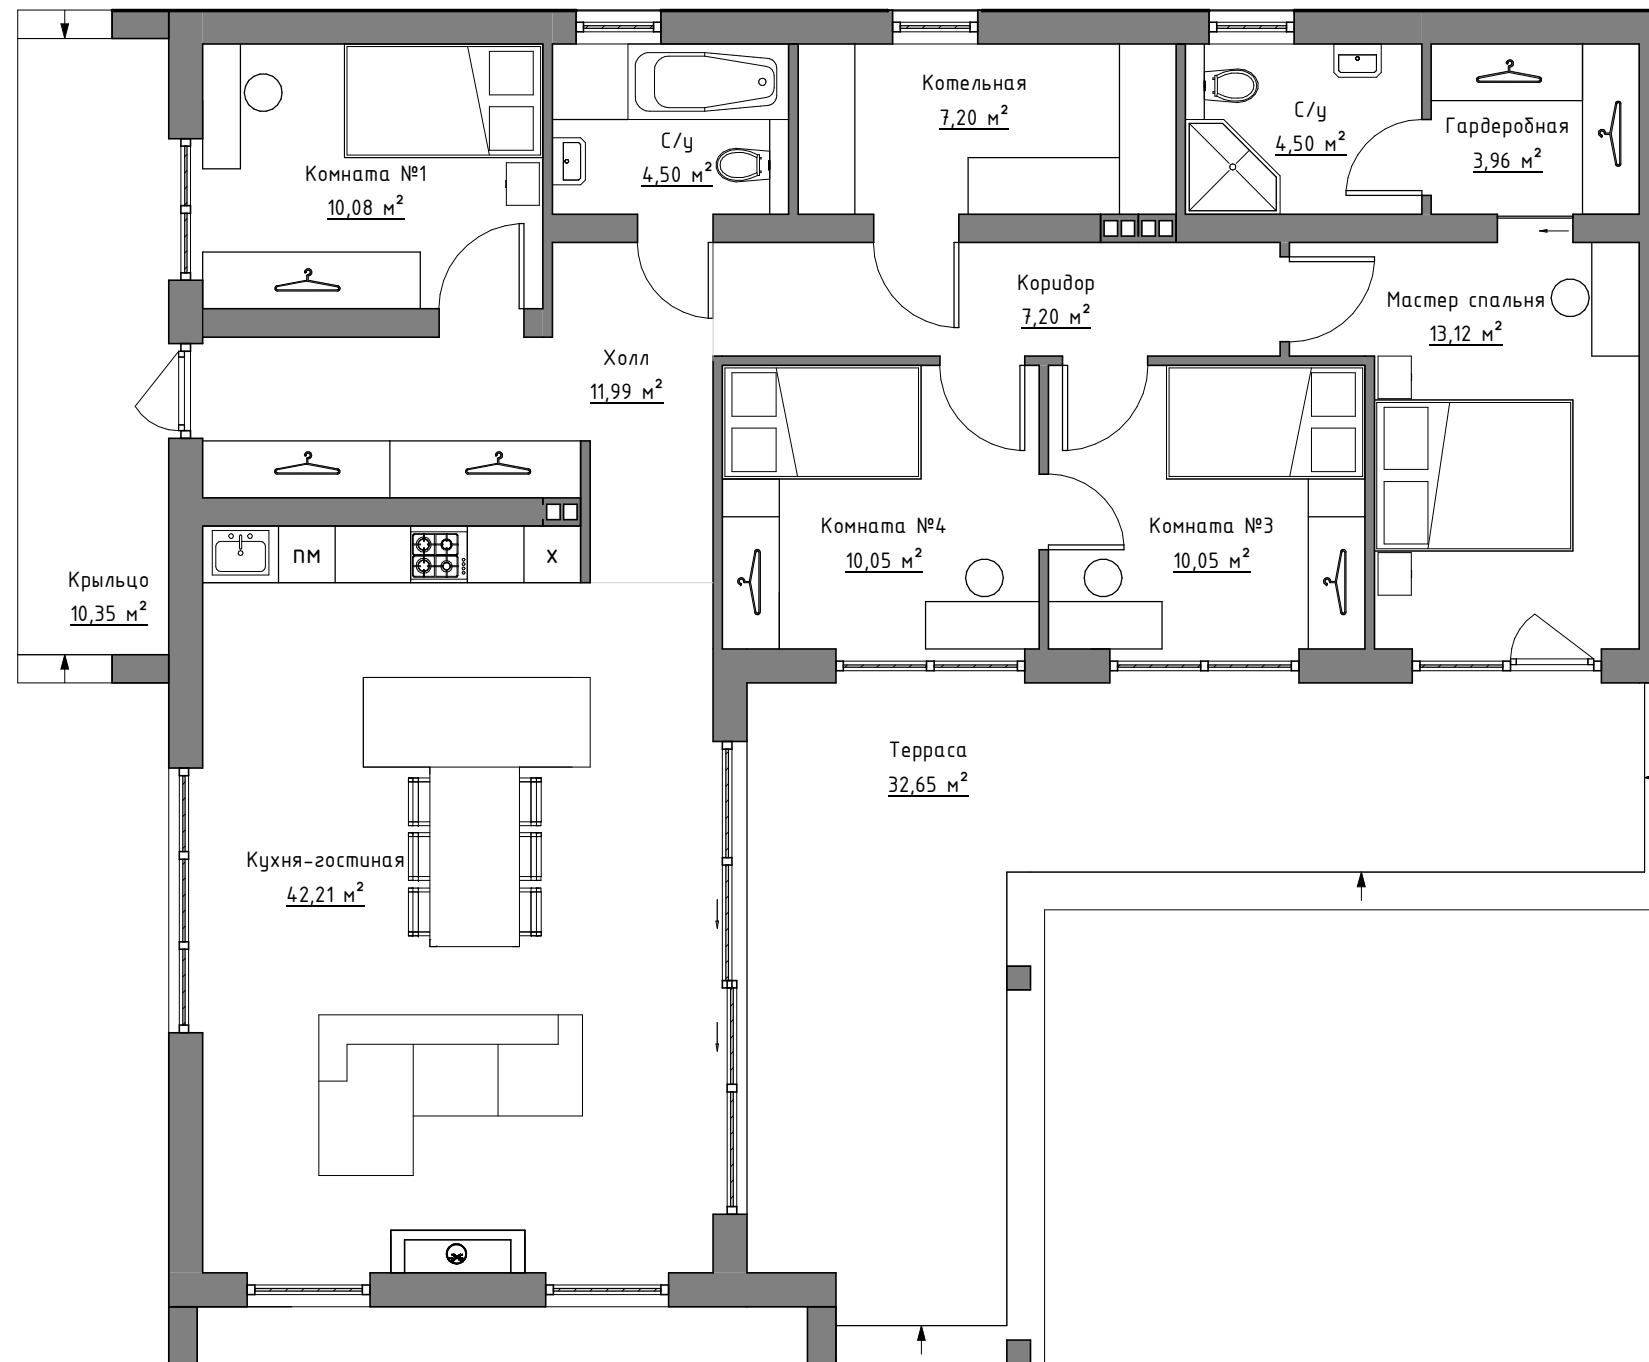 Котельная
7,20 м²
С/у
4,50 м²
Гардеробная
3,96 м²
С/у
4,50 м²
Комната №1
10,08 м²
Коридор
7,20 м²
Мастер спальня
13,12 м²
Холл
11,99 м²
Комната №4
10,05 м²
Комната №3
10,05 м²
ПМ
Х
Крыльцо
10,35 м²
Терраса
32,65 м²
Кухня-гостиная
42,21 м²